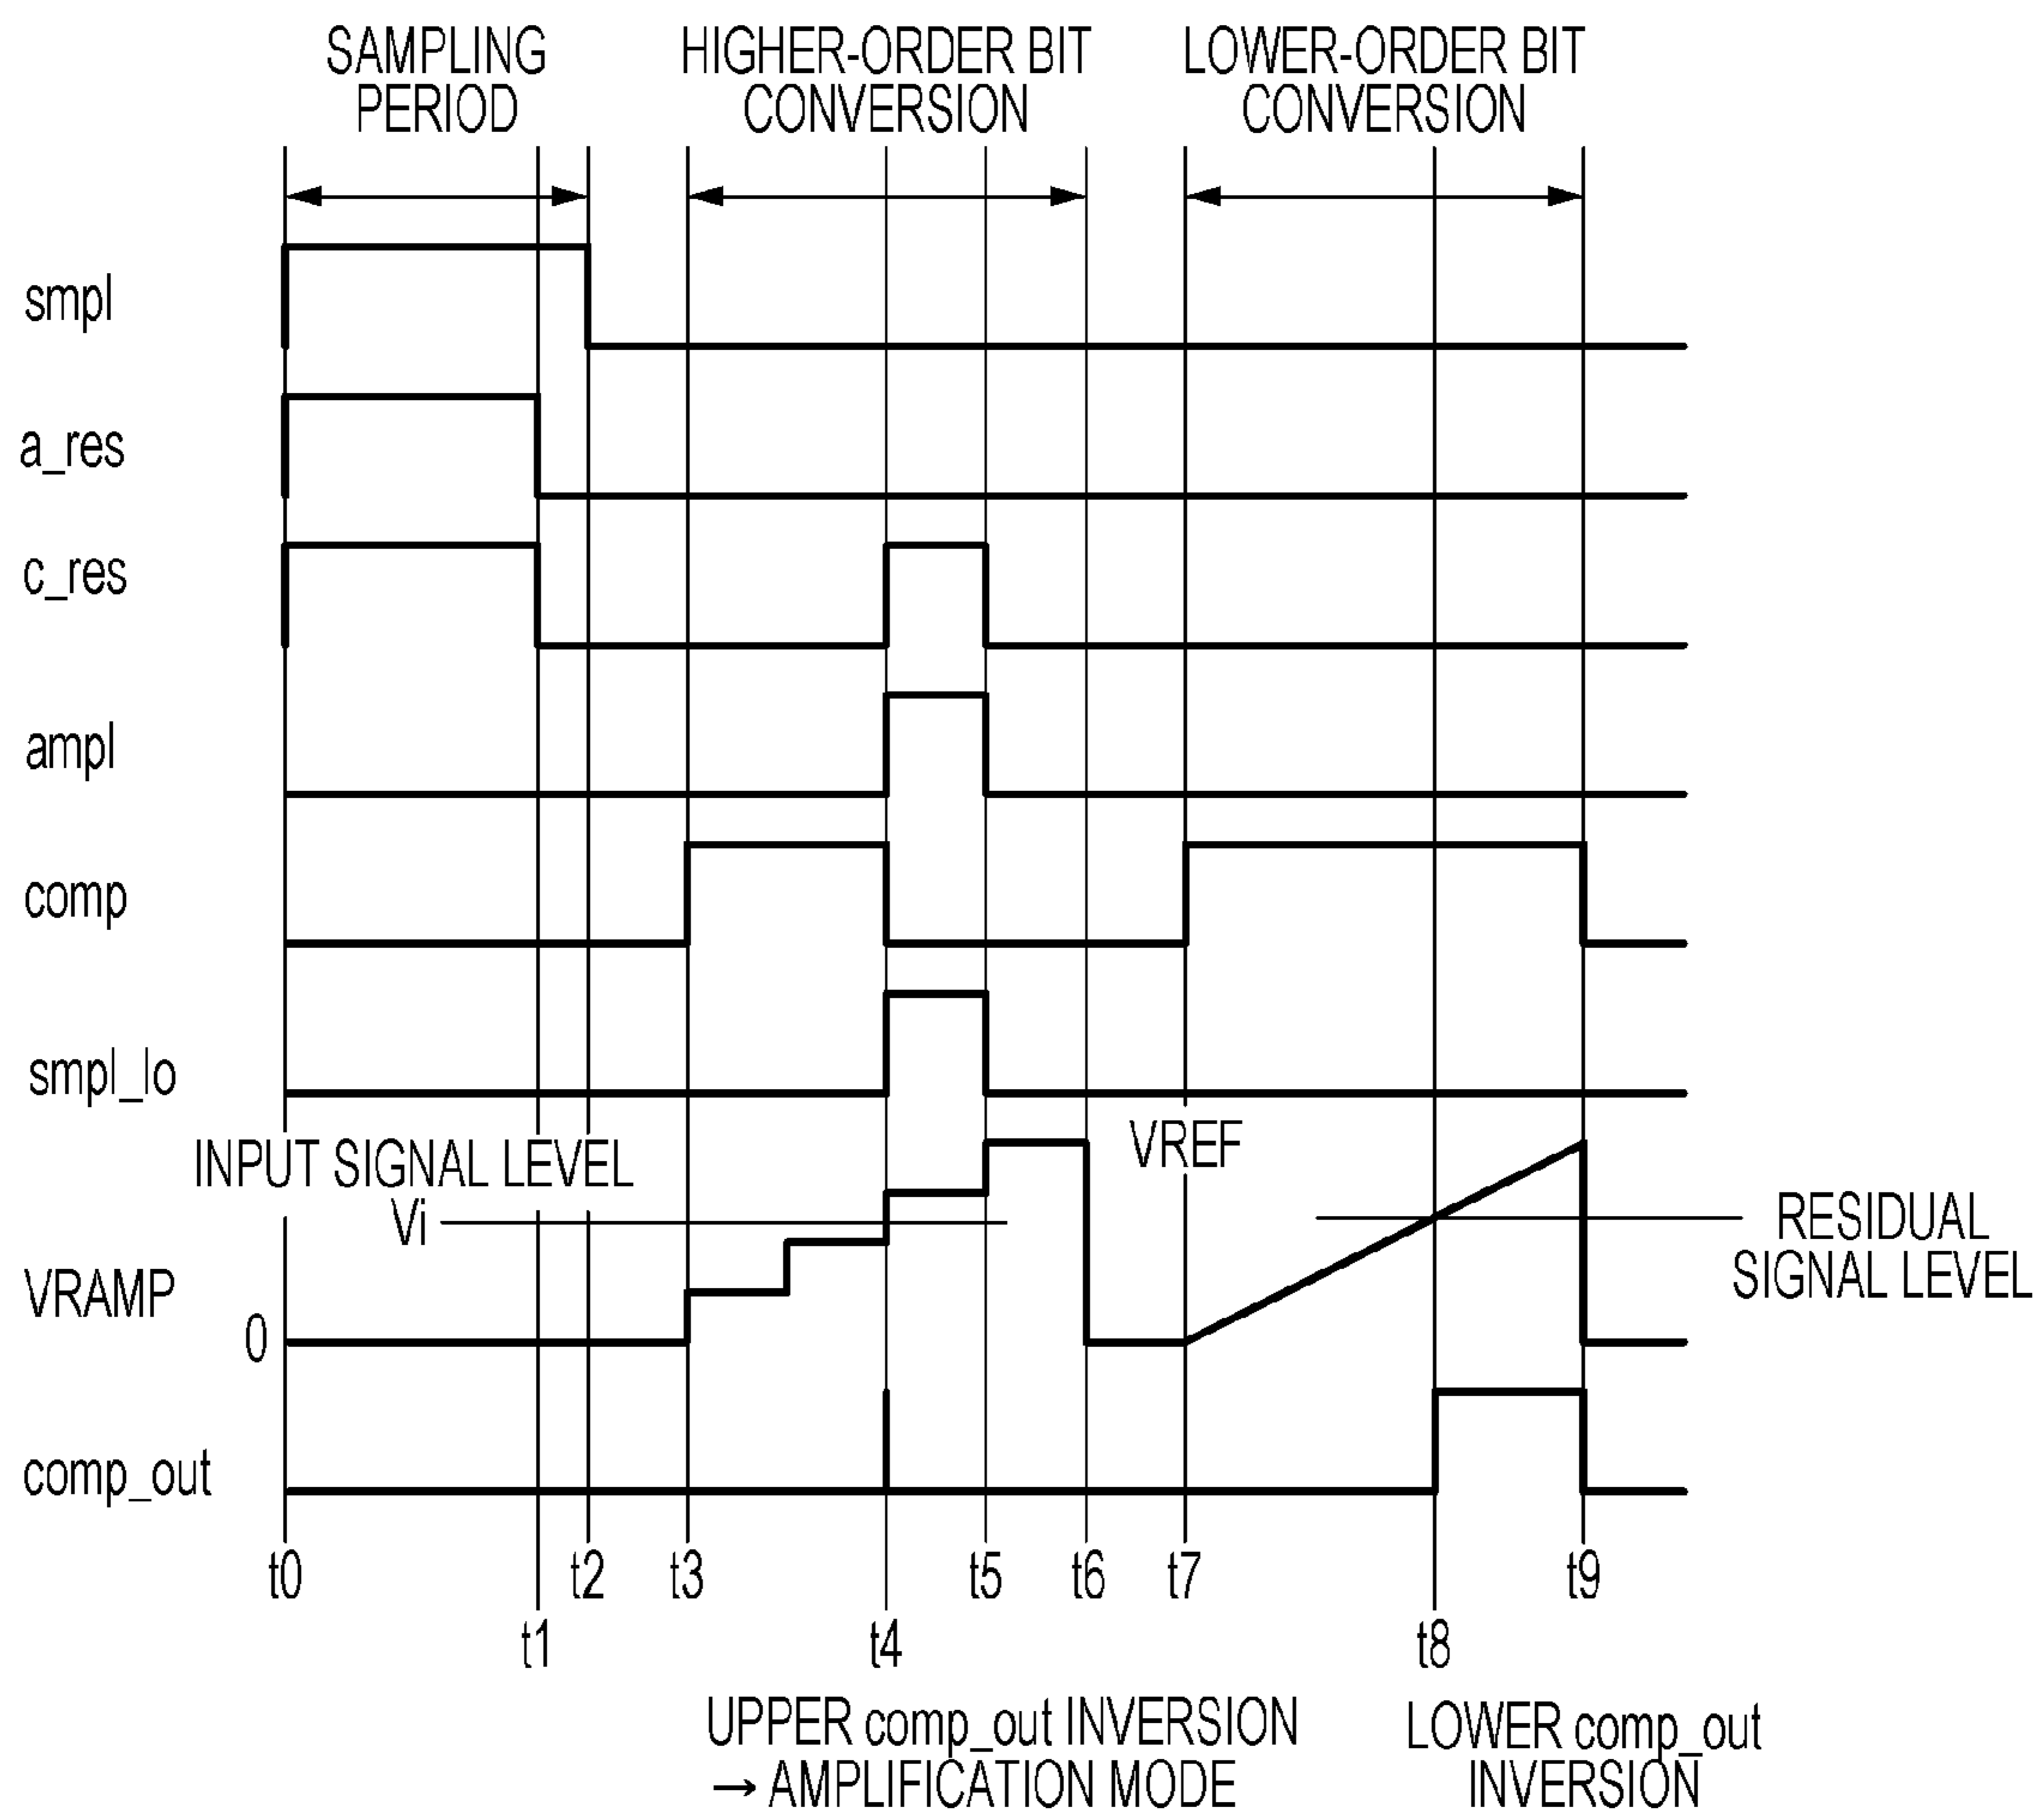 SAMPLING PERIOD
HIGHER-ORDER BIT CONVERSION
LOWER-ORDER BIT CONVERSION
smpl
a_res
c_res
ampl
comp
smpl_lo
INPUT SIGNAL LEVEL
Vi
VREF
RESIDUAL
SIGNAL LEVEL
VRAMP
0
comp_out
t0
t2
t3
t5
t6
t7
t9
t1
t4
t8
UPPER comp_out INVERSION
→ AMPLIFICATION MODE
LOWER comp_out
INVERSION